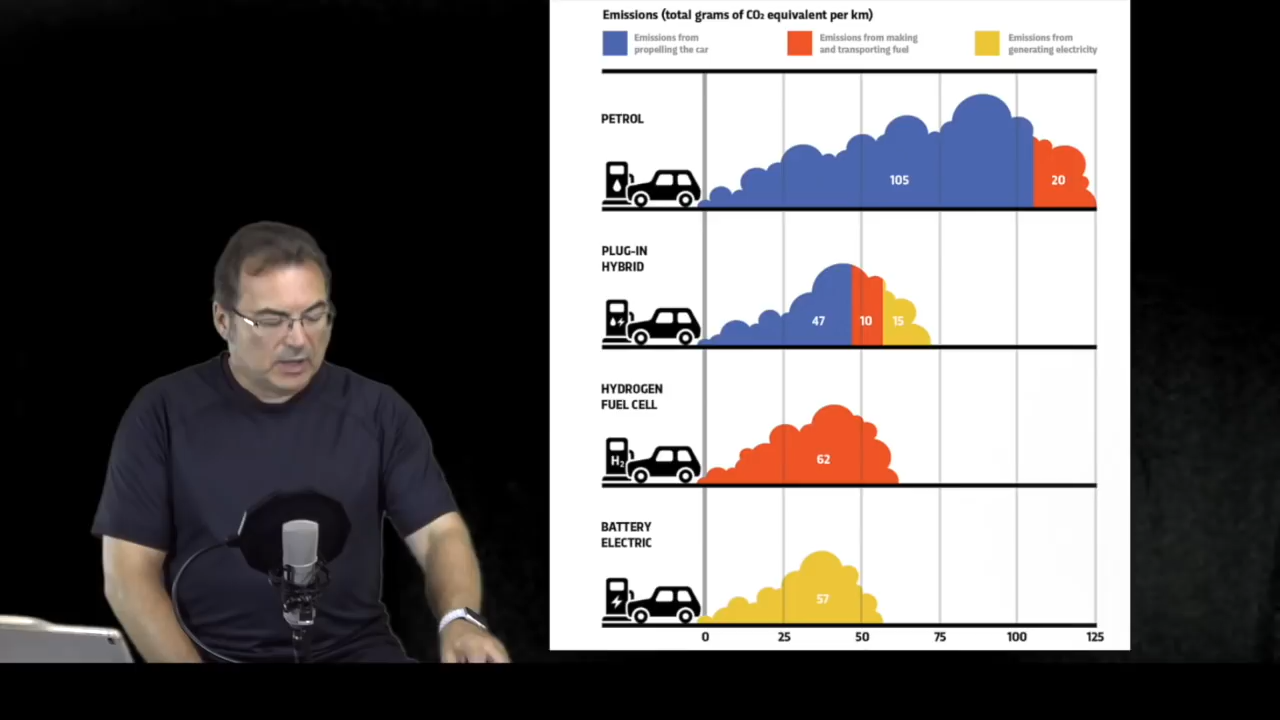 Emissions (total grams of CO₂ equivalent per km)
Emissions from
propelling the car
Emissions from making
and transporting fuel
Emissions from
generating electricity
PETROL
105
20
PLUG-IN
HYBRID
47
10
15
HYDROGEN
FUEL CELL
H₂
62
BATTERY
ELECTRIC
57
0
25
50
75
100
125